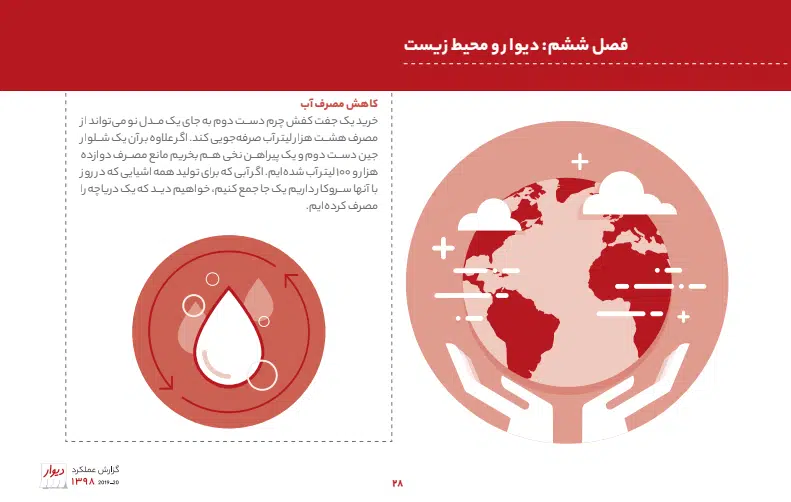 فصل ششم: دیوار و محیط زیست
کاهش مصرف آب
خرید یک جفت کفش چرم دست دوم به جای یک مدل نو می‌تواند از
مصرف هشت هزار لیتر آب صرفه‌جویی کند. اگر علاوه بر آن یک شلوار
جین دست دوم و یک پیراهن نخی هم بخریم مانع مصرف دوازده
هزار و ۱۰۰ لیتر آب شده‌ایم. اگر آبی که برای تولید همه اشیایی که در روز
با آنها سروکار داریم یک جا جمع کنیم، خواهیم دید که یک دریاچه را
مصرف کرده‌ایم.
گزارش عملکرد
۱۳۹۸ 2019-20
دیوار
۲۸